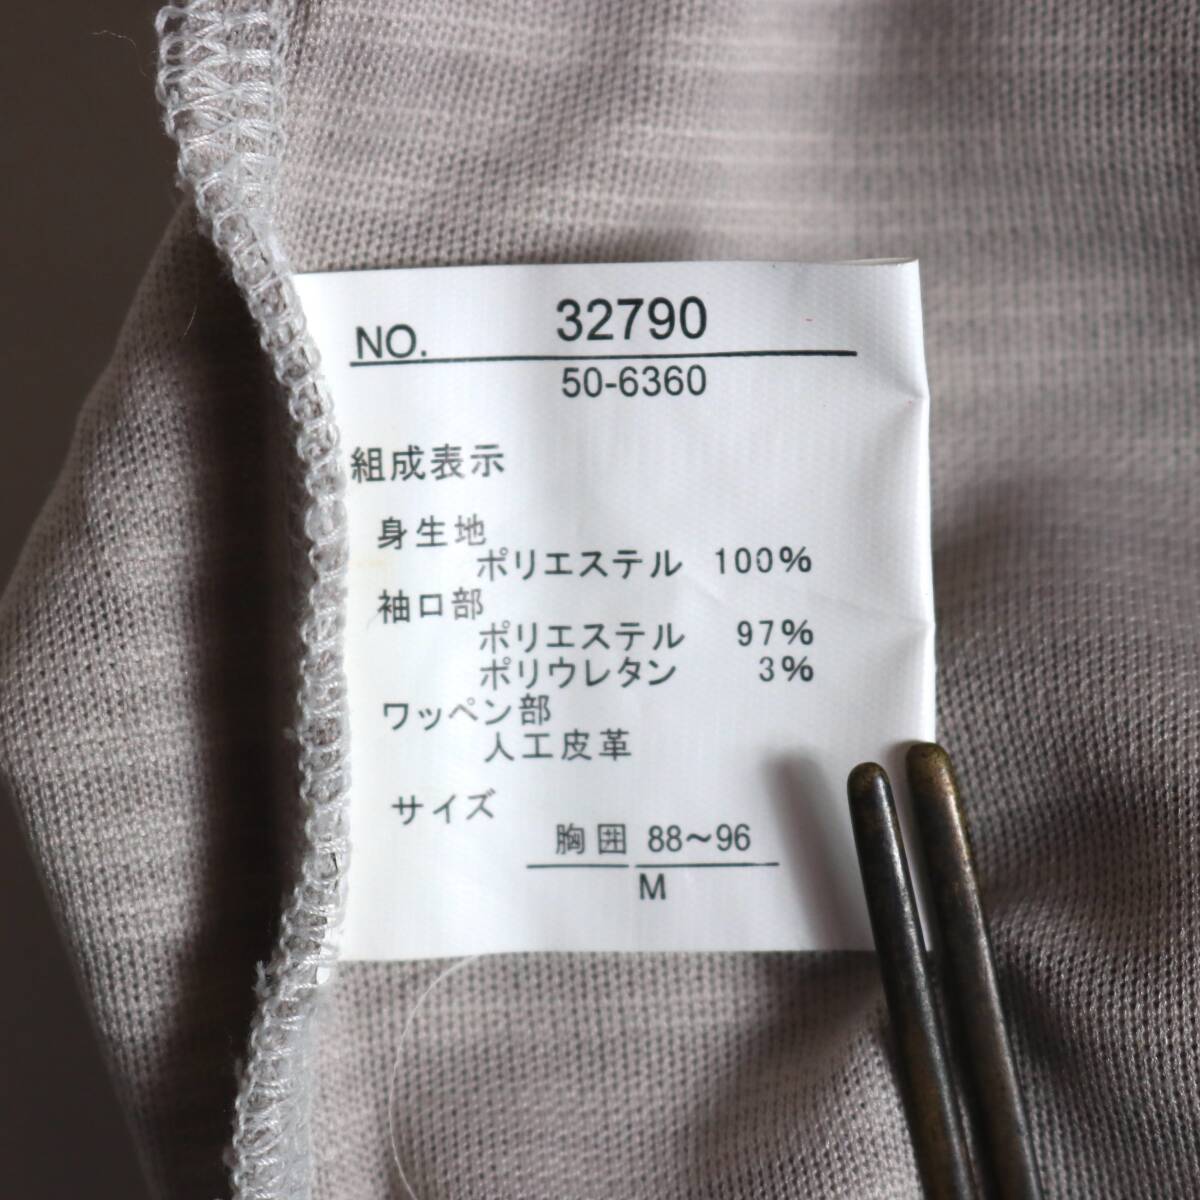 NO. 32790
50-6360
組成表示
身生地
ポリエステル 100%
袖口部
ポリエステル 97%
ポリウレタン 3%
ワッペン部
人工皮革
サイズ
胸囲 88〜96
M